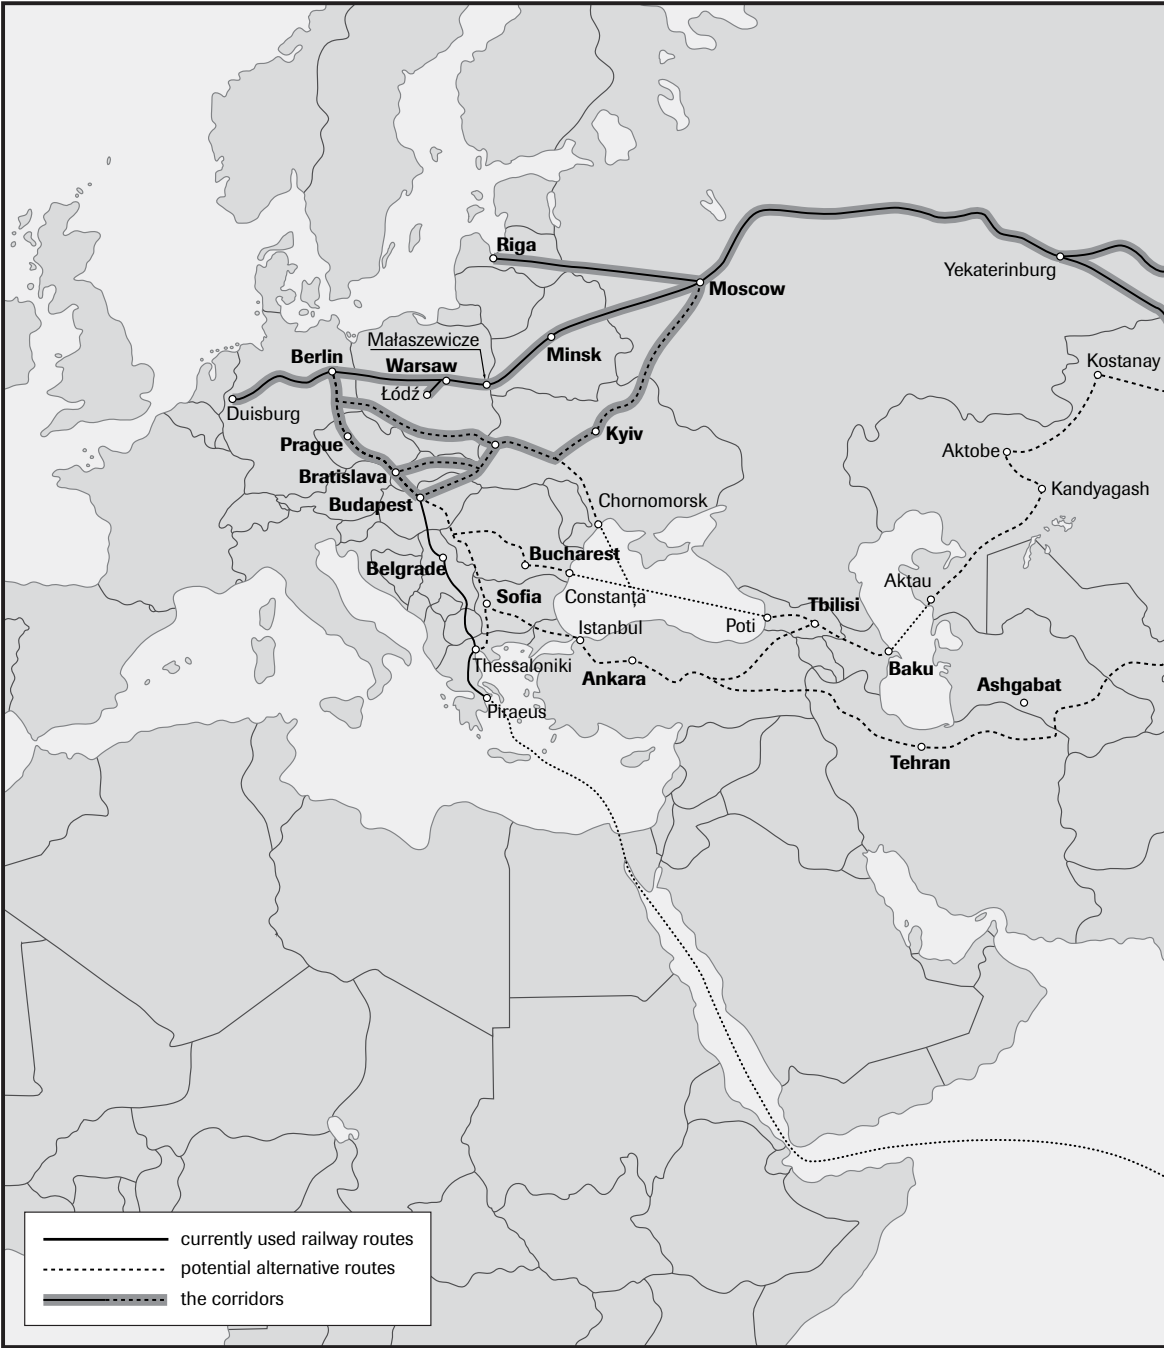 Riga
Moscow
Yekaterinburg
Małaszewicze
Minsk
Berlin
Warsaw
Kostanay
Łódź
Duisburg
Prague
Kyiv
Aktobe
Bratislava
Kandyagash
Budapest
Chornomorsk
Bucharest
Belgrade
Aktau
Sofia
Constanța
Tbilisi
Istanbul
Poti
Thessaloniki
Ankara
Baku
Ashgabat
Piraeus
Tehran
currently used railway routes
potential alternative routes
the corridors